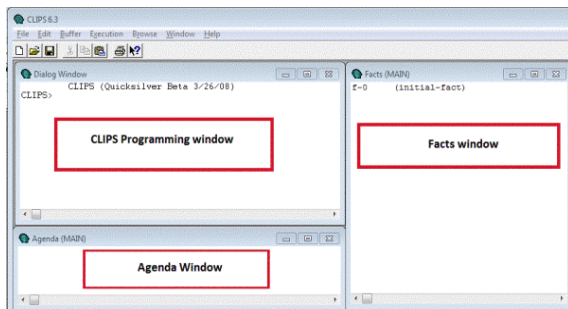 CLIPS 6.3
File Edit Buffer Execution Browse Window Help
Dialog Window
CLIPS (Quicksilver Beta 3/26/08)
CLIPS>
CLIPS Programming window
Facts (MAIN)
f-0 (initial-fact)
Facts window
Agenda (MAIN)
Agenda Window